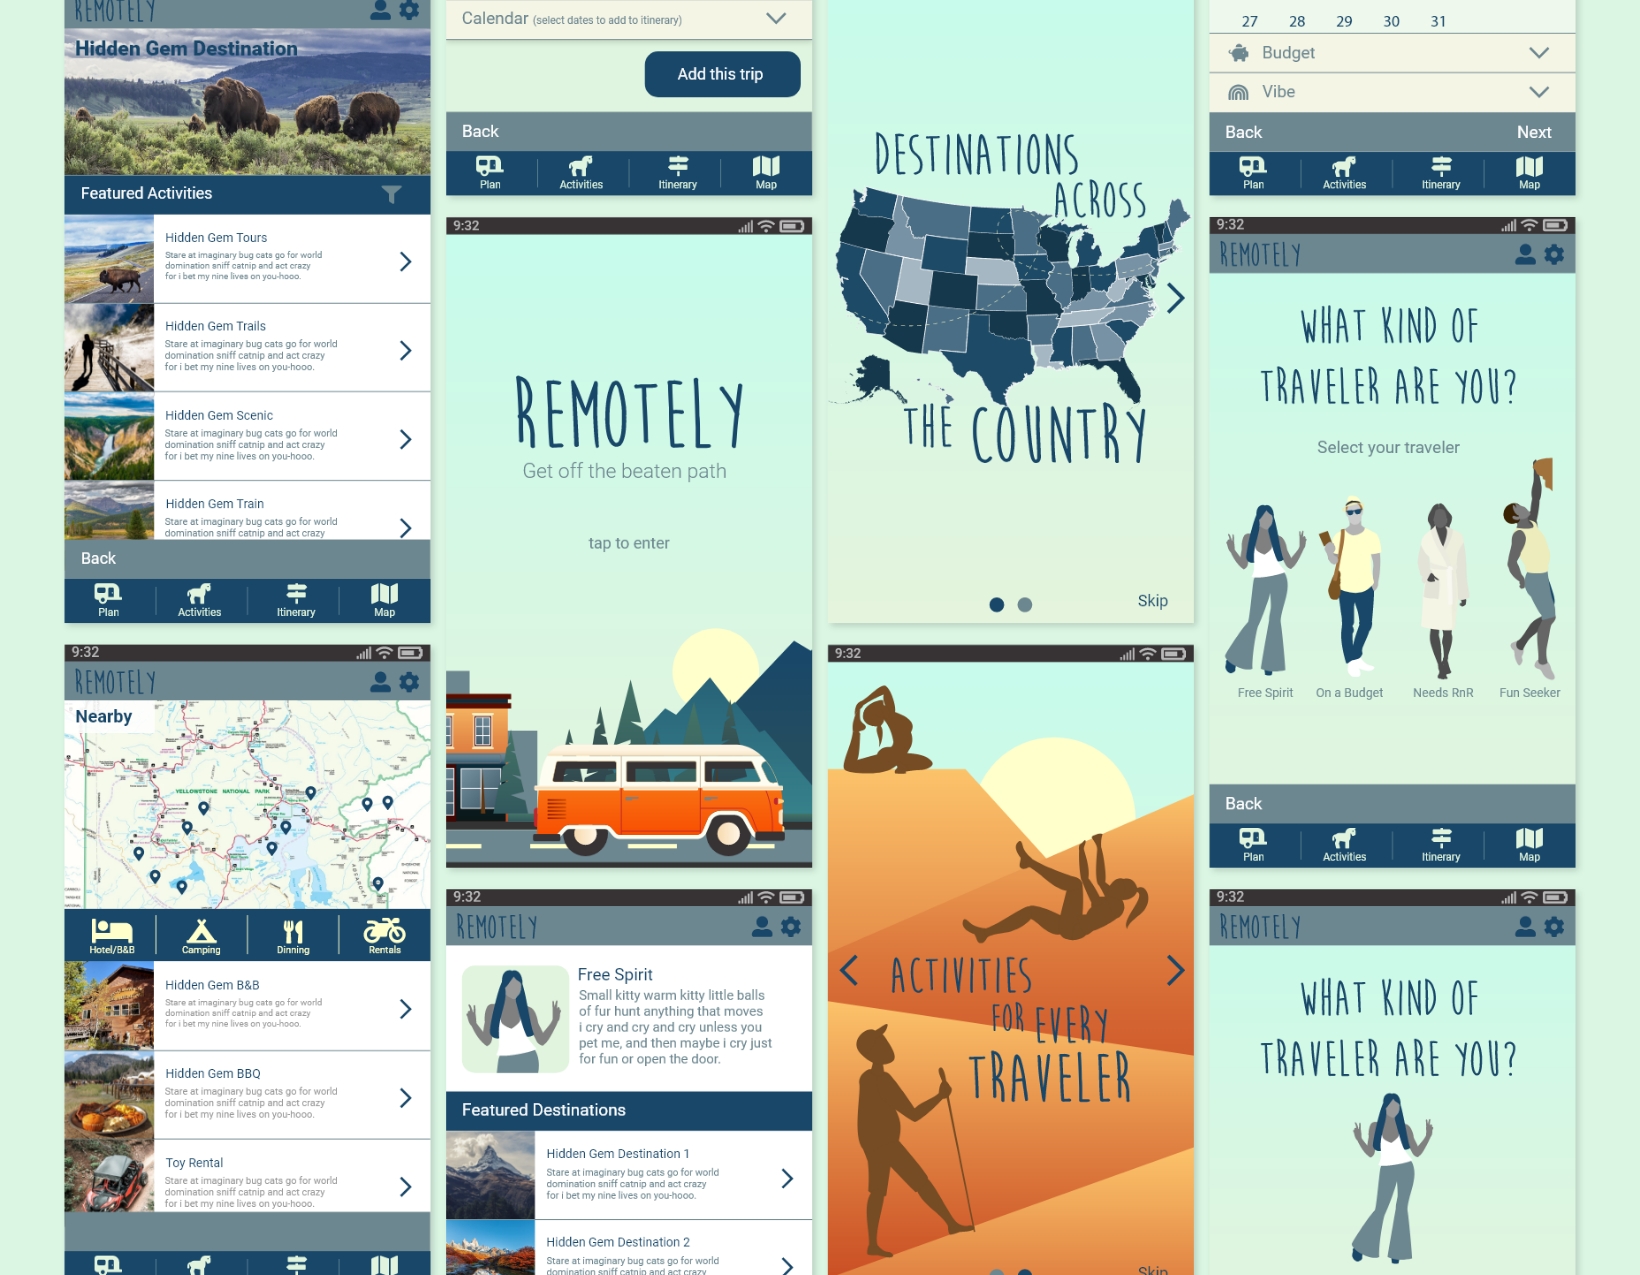 REMOTELY
Hidden Gem Destination
Featured Activities
Hidden Gem Tours
Stare at imaginary bug cats go for world
domination sniff catnip and act crazy
for i bet my nine lives on you-hooo.
Hidden Gem Trails
Stare at imaginary bug cats go for world
domination sniff catnip and act crazy
for i bet my nine lives on you-hooo.
Hidden Gem Scenic
Stare at imaginary bug cats go for world
domination sniff catnip and act crazy
for i bet my nine lives on you-hooo.
Hidden Gem Train
Stare at imaginary bug cats go for world
domination sniff catnip and act crazy
Back
Plan Activities Itinerary Map
9:32
REMOTELY
Nearby
YELLOWSTONE NATIONAL PARK
Hotel/B&B Camping Dinning Rentals
Hidden Gem B&B
Stare at imaginary bug cats go for world
domination sniff catnip and act crazy
for i bet my nine lives on you-hooo.
Hidden Gem BBQ
Stare at imaginary bug cats go for world
domination sniff catnip and act crazy
for i bet my nine lives on you-hooo.
Toy Rental
Stare at imaginary bug cats go for world
domination sniff catnip and act crazy
for i bet my nine lives on you-hooo.
Calendar (select dates to add to itinerary)
Add this trip
Back
Plan Activities Itinerary Map
9:32
REMOTELY
Get off the beaten path
tap to enter
9:32
REMOTELY
Free Spirit
Small kitty warm kitty little balls
of fur hunt anything that moves
i cry and cry and cry unless you
pet me, and then maybe i cry just
for fun or open the door.
Featured Destinations
Hidden Gem Destination 1
Stare at imaginary bug cats go for world
domination sniff catnip and act crazy
for i bet my nine lives on you-hooo.
Hidden Gem Destination 2
Stare at imaginary bug cats go for world
domination sniff catnip and act crazy
DESTINATIONS
ACROSS
THE COUNTRY
Skip
9:32
ACTIVITIES
FOR EVERY
TRAVELER
Skip
27 28 29 30 31
Budget
Vibe
Back Next
Plan Activities Itinerary Map
9:32
REMOTELY
WHAT KIND OF
TRAVELER ARE YOU?
Select your traveler
Free Spirit On a Budget Needs RnR Fun Seeker
Back
Plan Activities Itinerary Map
9:32
REMOTELY
WHAT KIND OF
TRAVELER ARE YOU?